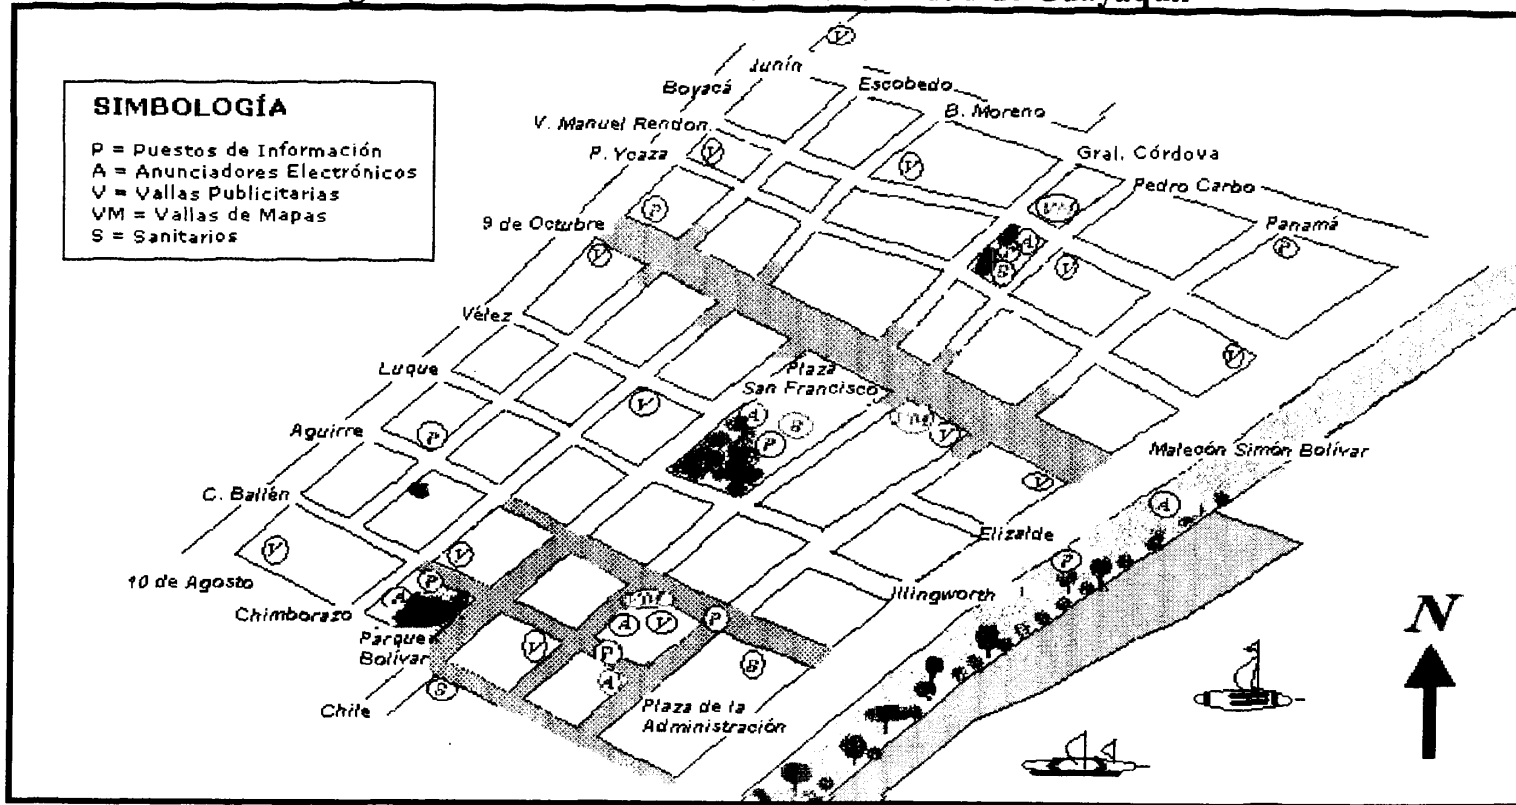 Junín
Boyacá
Escobedo
B. Moreno
V. Manuel Rendon
P. Ycaza
Gral. Córdova
Pedro Carbo
Panamá
SIMBOLOGÍA
P = Puestos de Información
A = Anunciadores Electrónicos
V = Vallas Publicitarias
VM = Vallas de Mapas
S = Sanitarios
9 de Octubre
Vélez
Luque
Aguirre
C. Ballén
10 de Agosto
Chimborazo
Parque
Bolívar
Chile
Plaza
San Francisco
Malecón Simón Bolívar
Elizalde
Illingworth
Plaza de la
Administración
N
V
V
V
P
VM
A
S
V
P
V
V
V
A
P
V
V
P
A
P
V
V
P
A
V
A
V
P
P
A
S